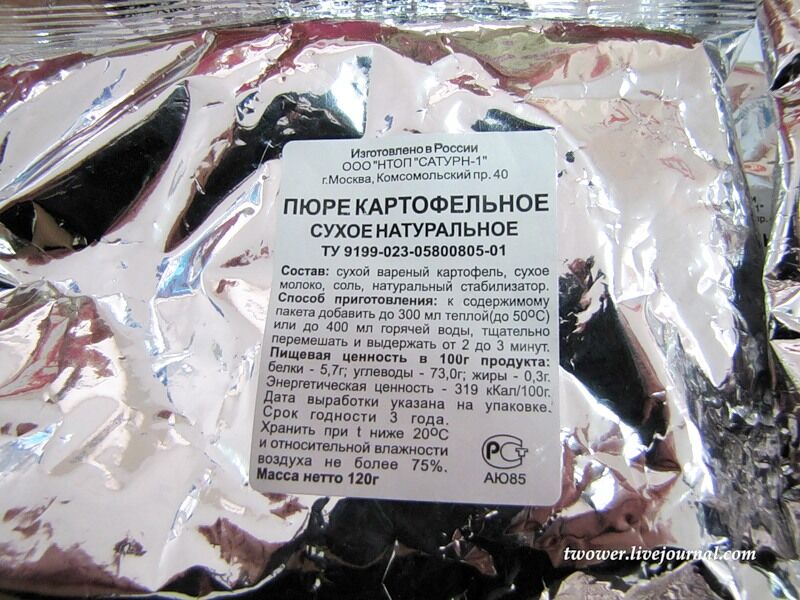 Изготовлено в России
ООО "НТОП "САТУРН-1"
г.Москва, Комсомольский пр. 40
ПЮРЕ КАРТОФЕЛЬНОЕ
СУХОЕ НАТУРАЛЬНОЕ
ТУ 9199-023-05800805-01
Состав: сухой вареный картофель, сухое
молоко, соль, натуральный стабилизатор.
Способ приготовления: к содержимому
пакета добавить до 300 мл теплой(до 50ºС)
или до 400 мл горячей воды, тщательно
перемешать и выдержать от 2 до 3 минут.
Пищевая ценность в 100г продукта:
белки - 5,7г; углеводы - 73,0г; жиры - 0,3г.
Энергетическая ценность - 319 кКал/100г.
Дата выработки указана на упаковке.
Срок годности 3 года.
Хранить при t ниже 20ºС
и относительной влажности
воздуха не более 75%.
Масса нетто 120г
РСТ
АЮ85
twower.livejournal.com